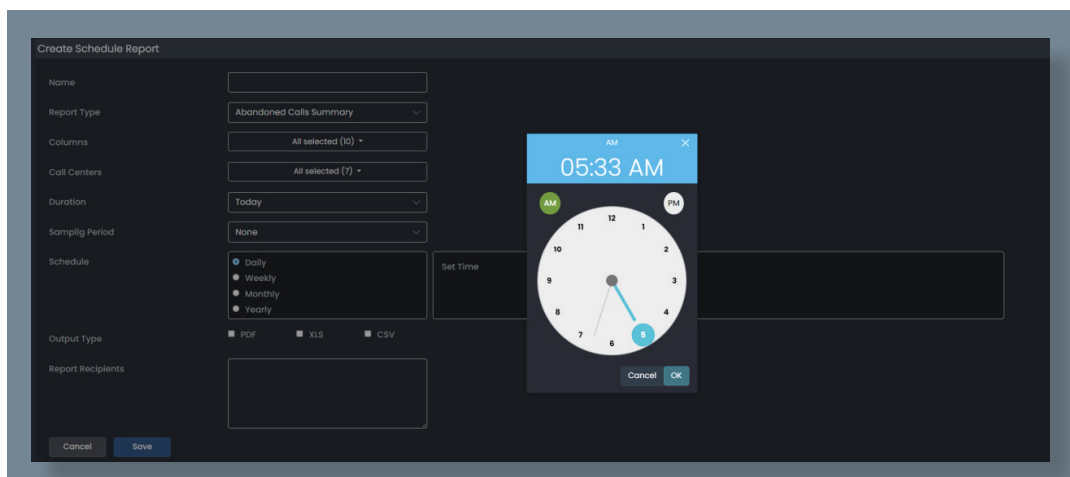 Create Schedule Report
Name
Report Type
Abandoned Calls Summary
Columns
All selected (10)
Call Centers
All selected (7)
Duration
Today
Samplig Period
None
Schedule
Daily
Weekly
Monthly
Yearly
Set Time
Output Type
PDF XLS CSV
Report Recipients
Cancel Save
AM
05:33 AM
AM PM
12
11 1
10 2
9 3
8 4
7 5
6
Cancel OK